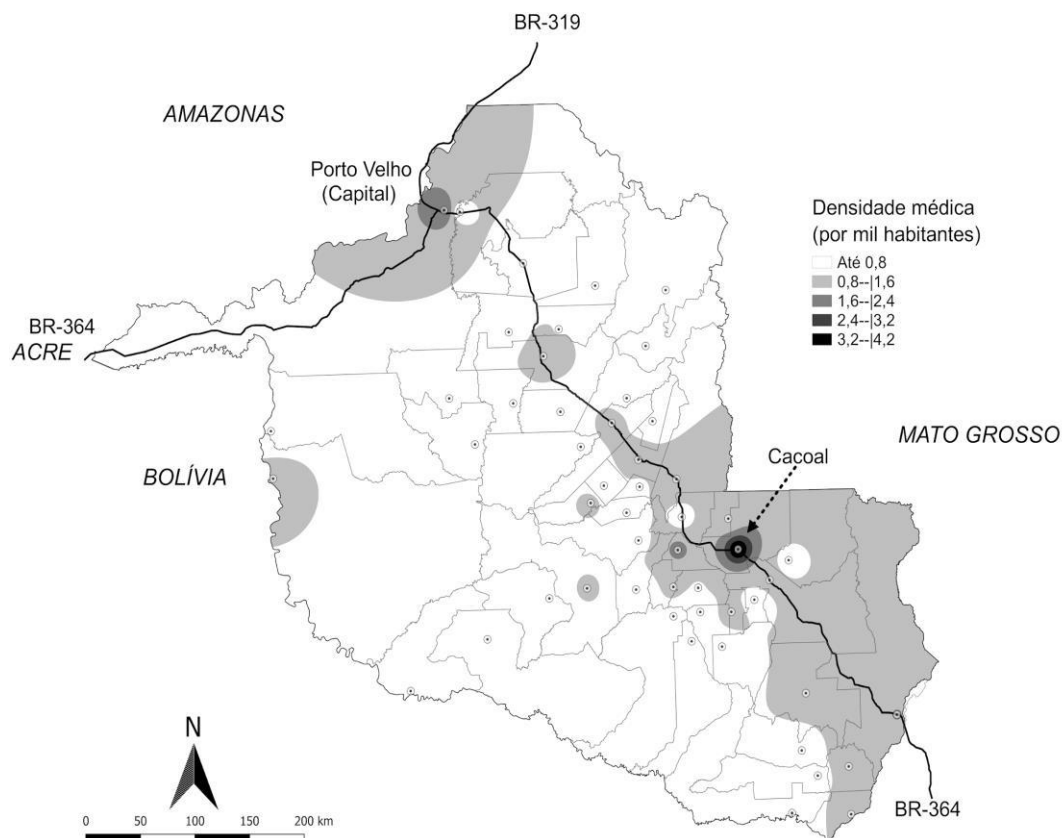 BR-319
AMAZONAS
Porto Velho
(Capital)
Densidade médica
(por mil habitantes)
Até 0,8
0,8--|1,6
1,6--|2,4
2,4--|3,2
3,2--|4,2
BR-364
ACRE
MATO GROSSO
Cacoal
BOLÍVIA
N
BR-364
0 50 100 150 200 km